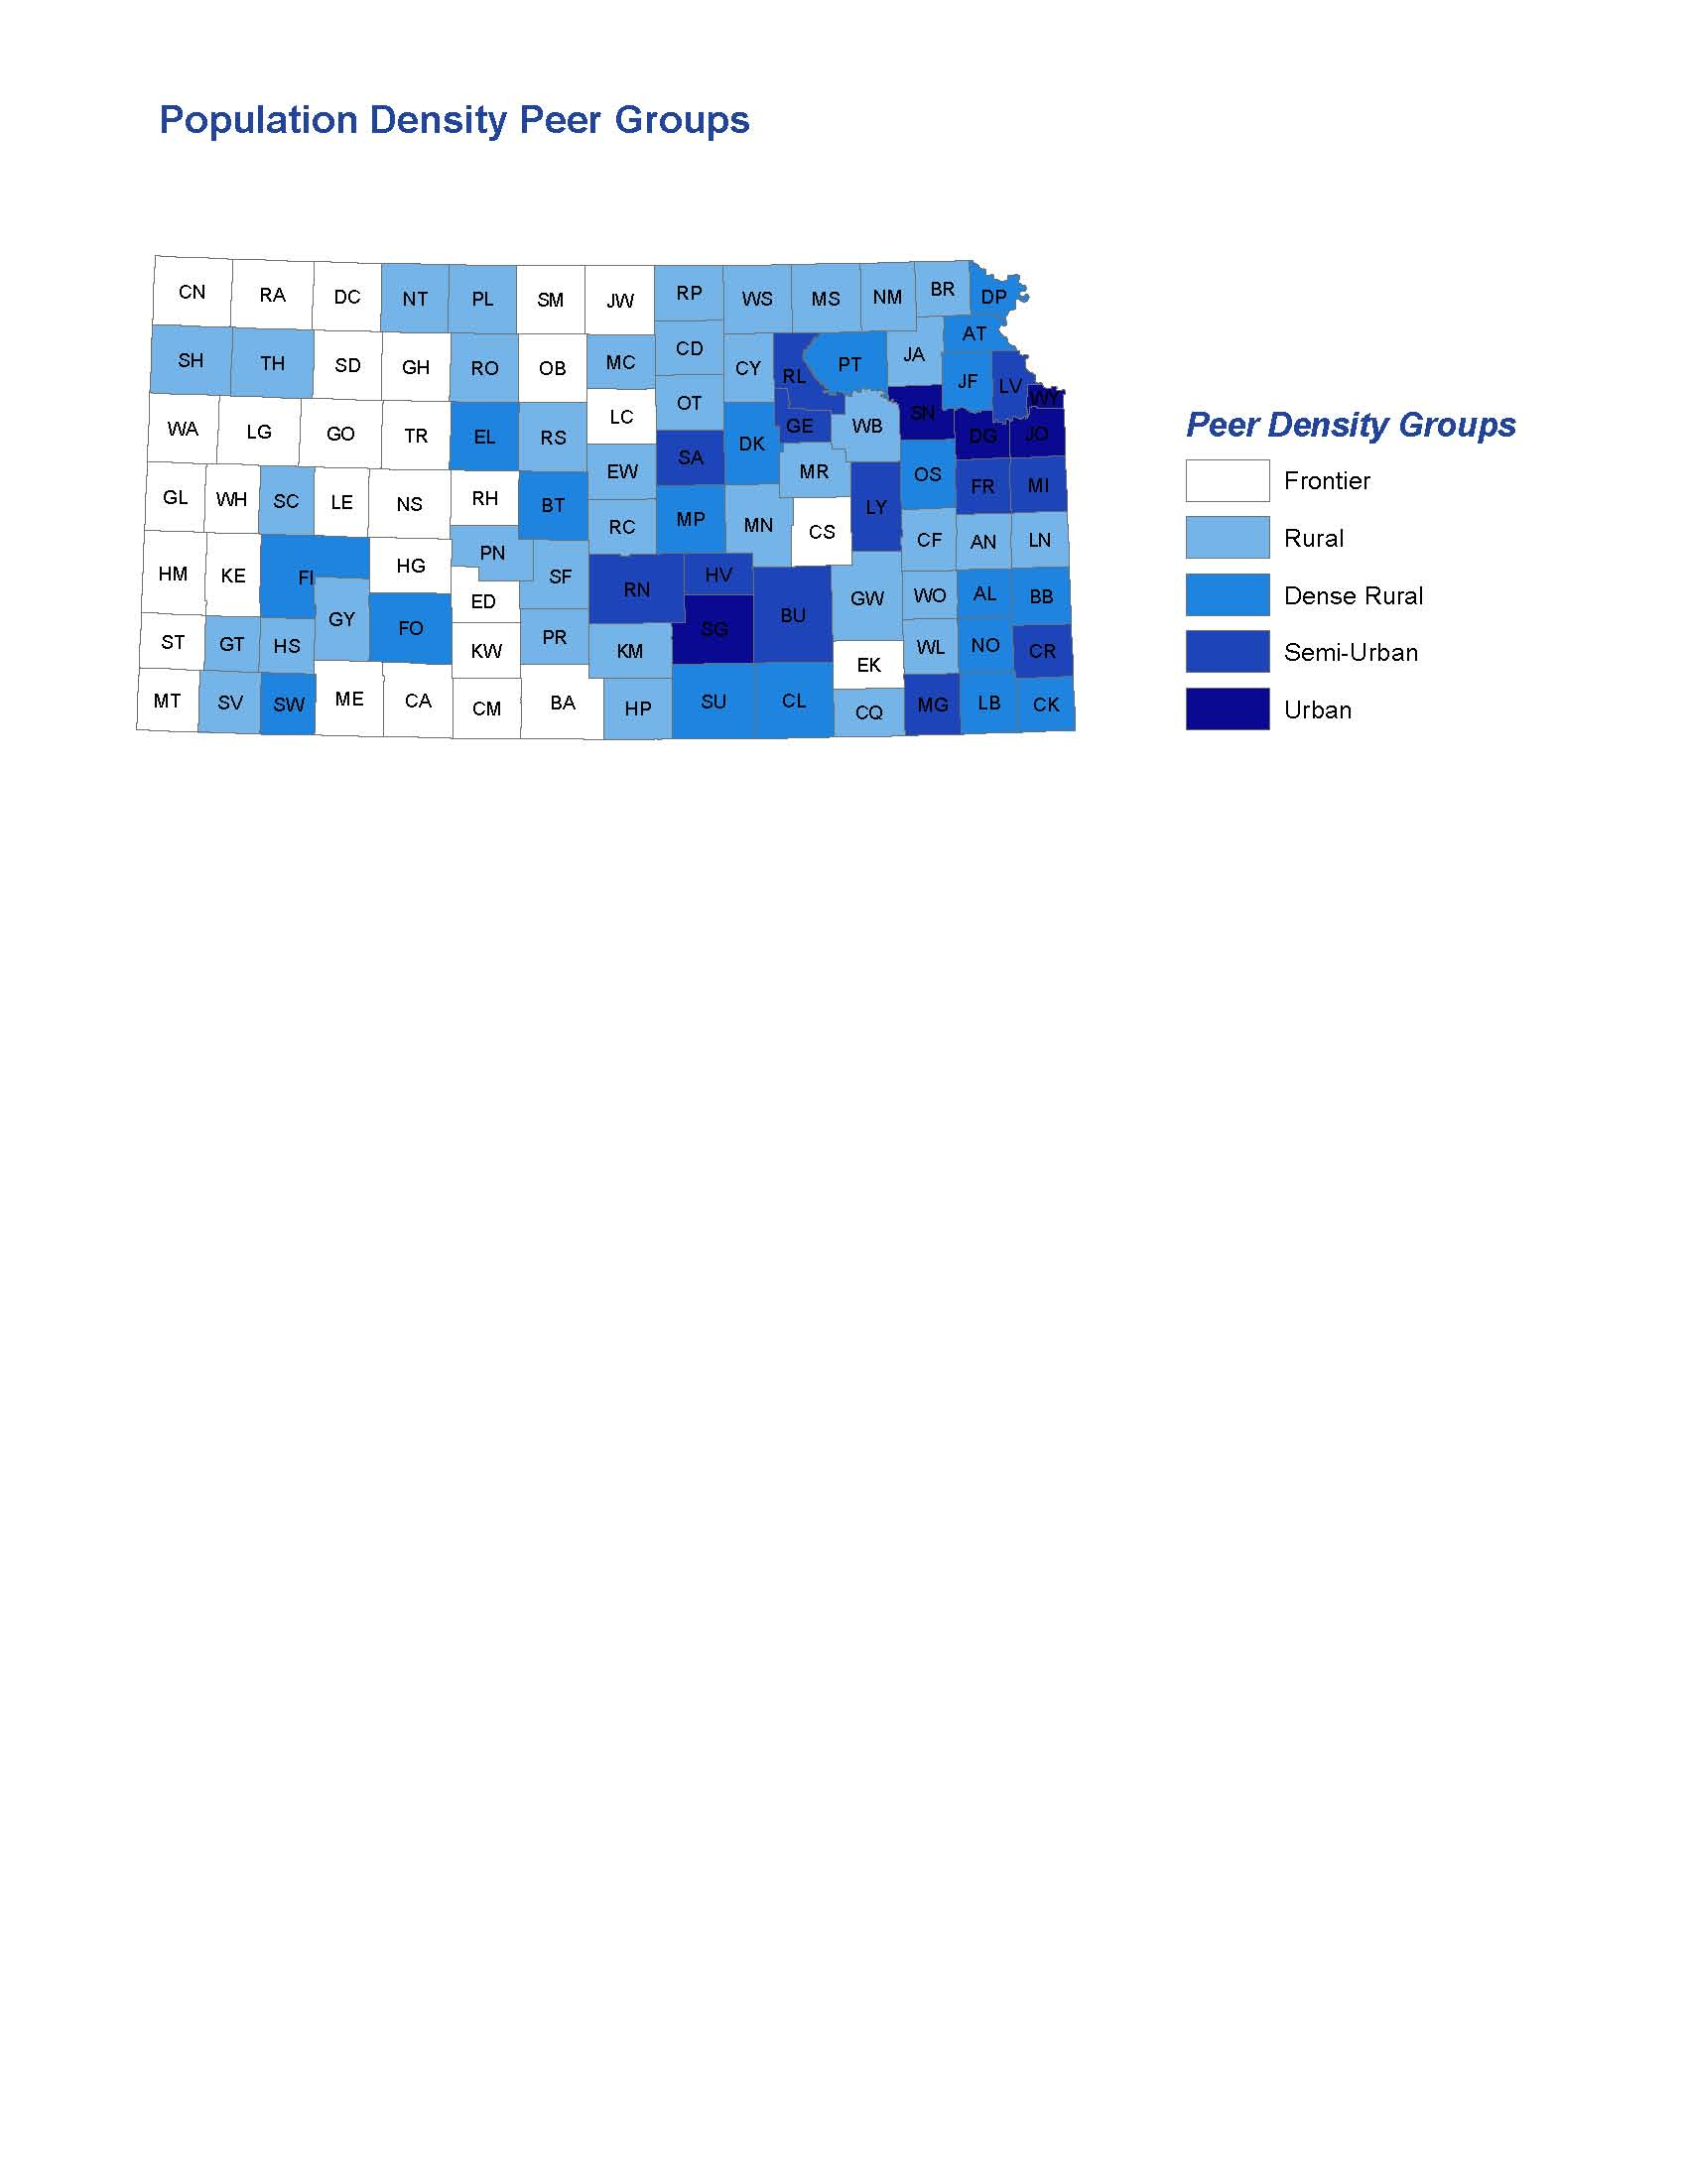 Population Density Peer Groups
CN RA DC NT PL SM JW RP WS MS NM BR DP
SH TH SD GH RO OB MC CD CY RL PT JA AT JF LV WY
WA LG GO TR EL RS LC OT DK GE WB SN DG JO
GL WH SC LE NS RH BT EW SA MR OS FR MI
RC MP MN CS LY CF AN LN
HM KE FI HG PN SF RN HV BU GW WO AL BB
ST GT HS GY FO ED KW PR KM SG EK WL NO CR
MT SV SW ME CA CM BA HP SU CL CQ MG LB CK
Peer Density Groups
Frontier
Rural
Dense Rural
Semi-Urban
Urban